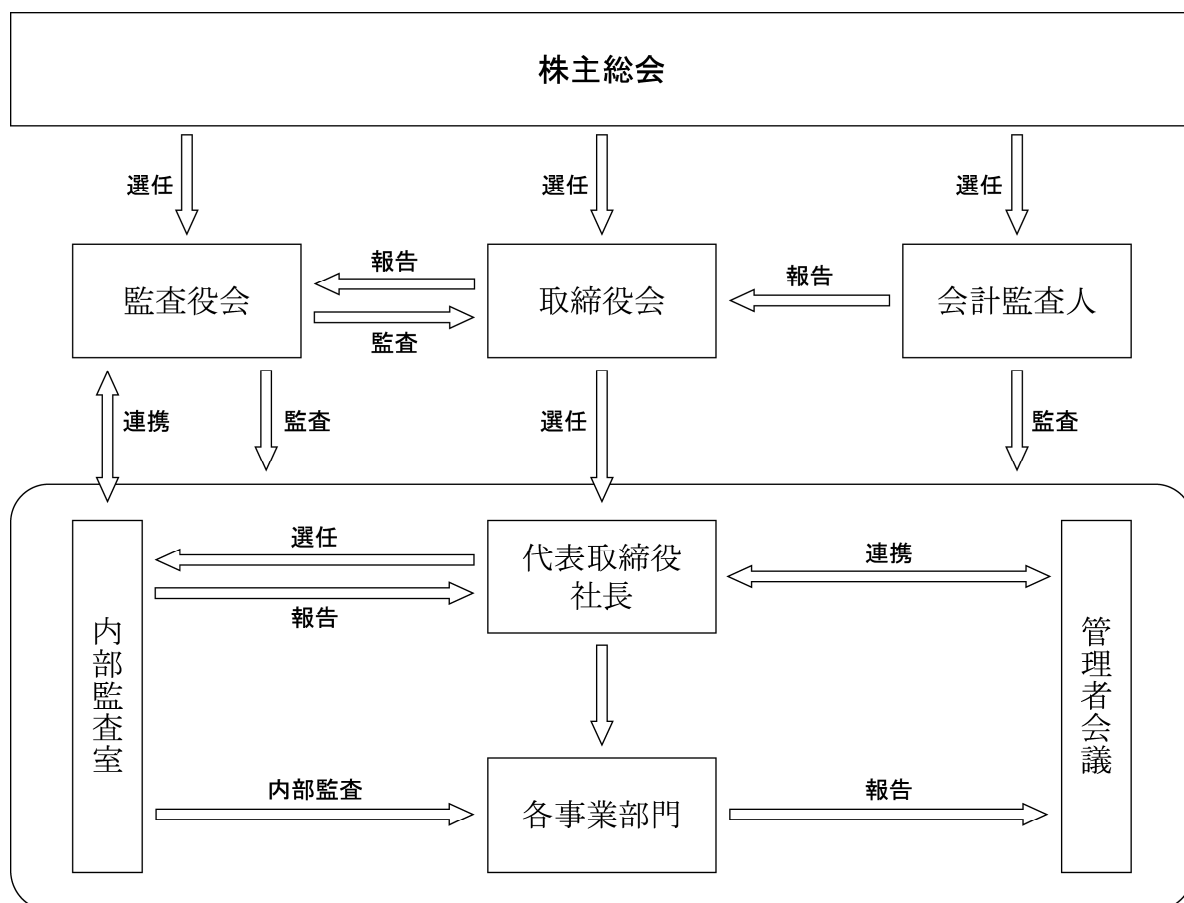 株主総会
選任
選任
選任
監査役会
報告
監査
取締役会
報告
会計監査人
連携
監査
選任
監査
内部監査室
選任
報告
代表取締役
社長
連携
管理者会議
内部監査
各事業部門
報告